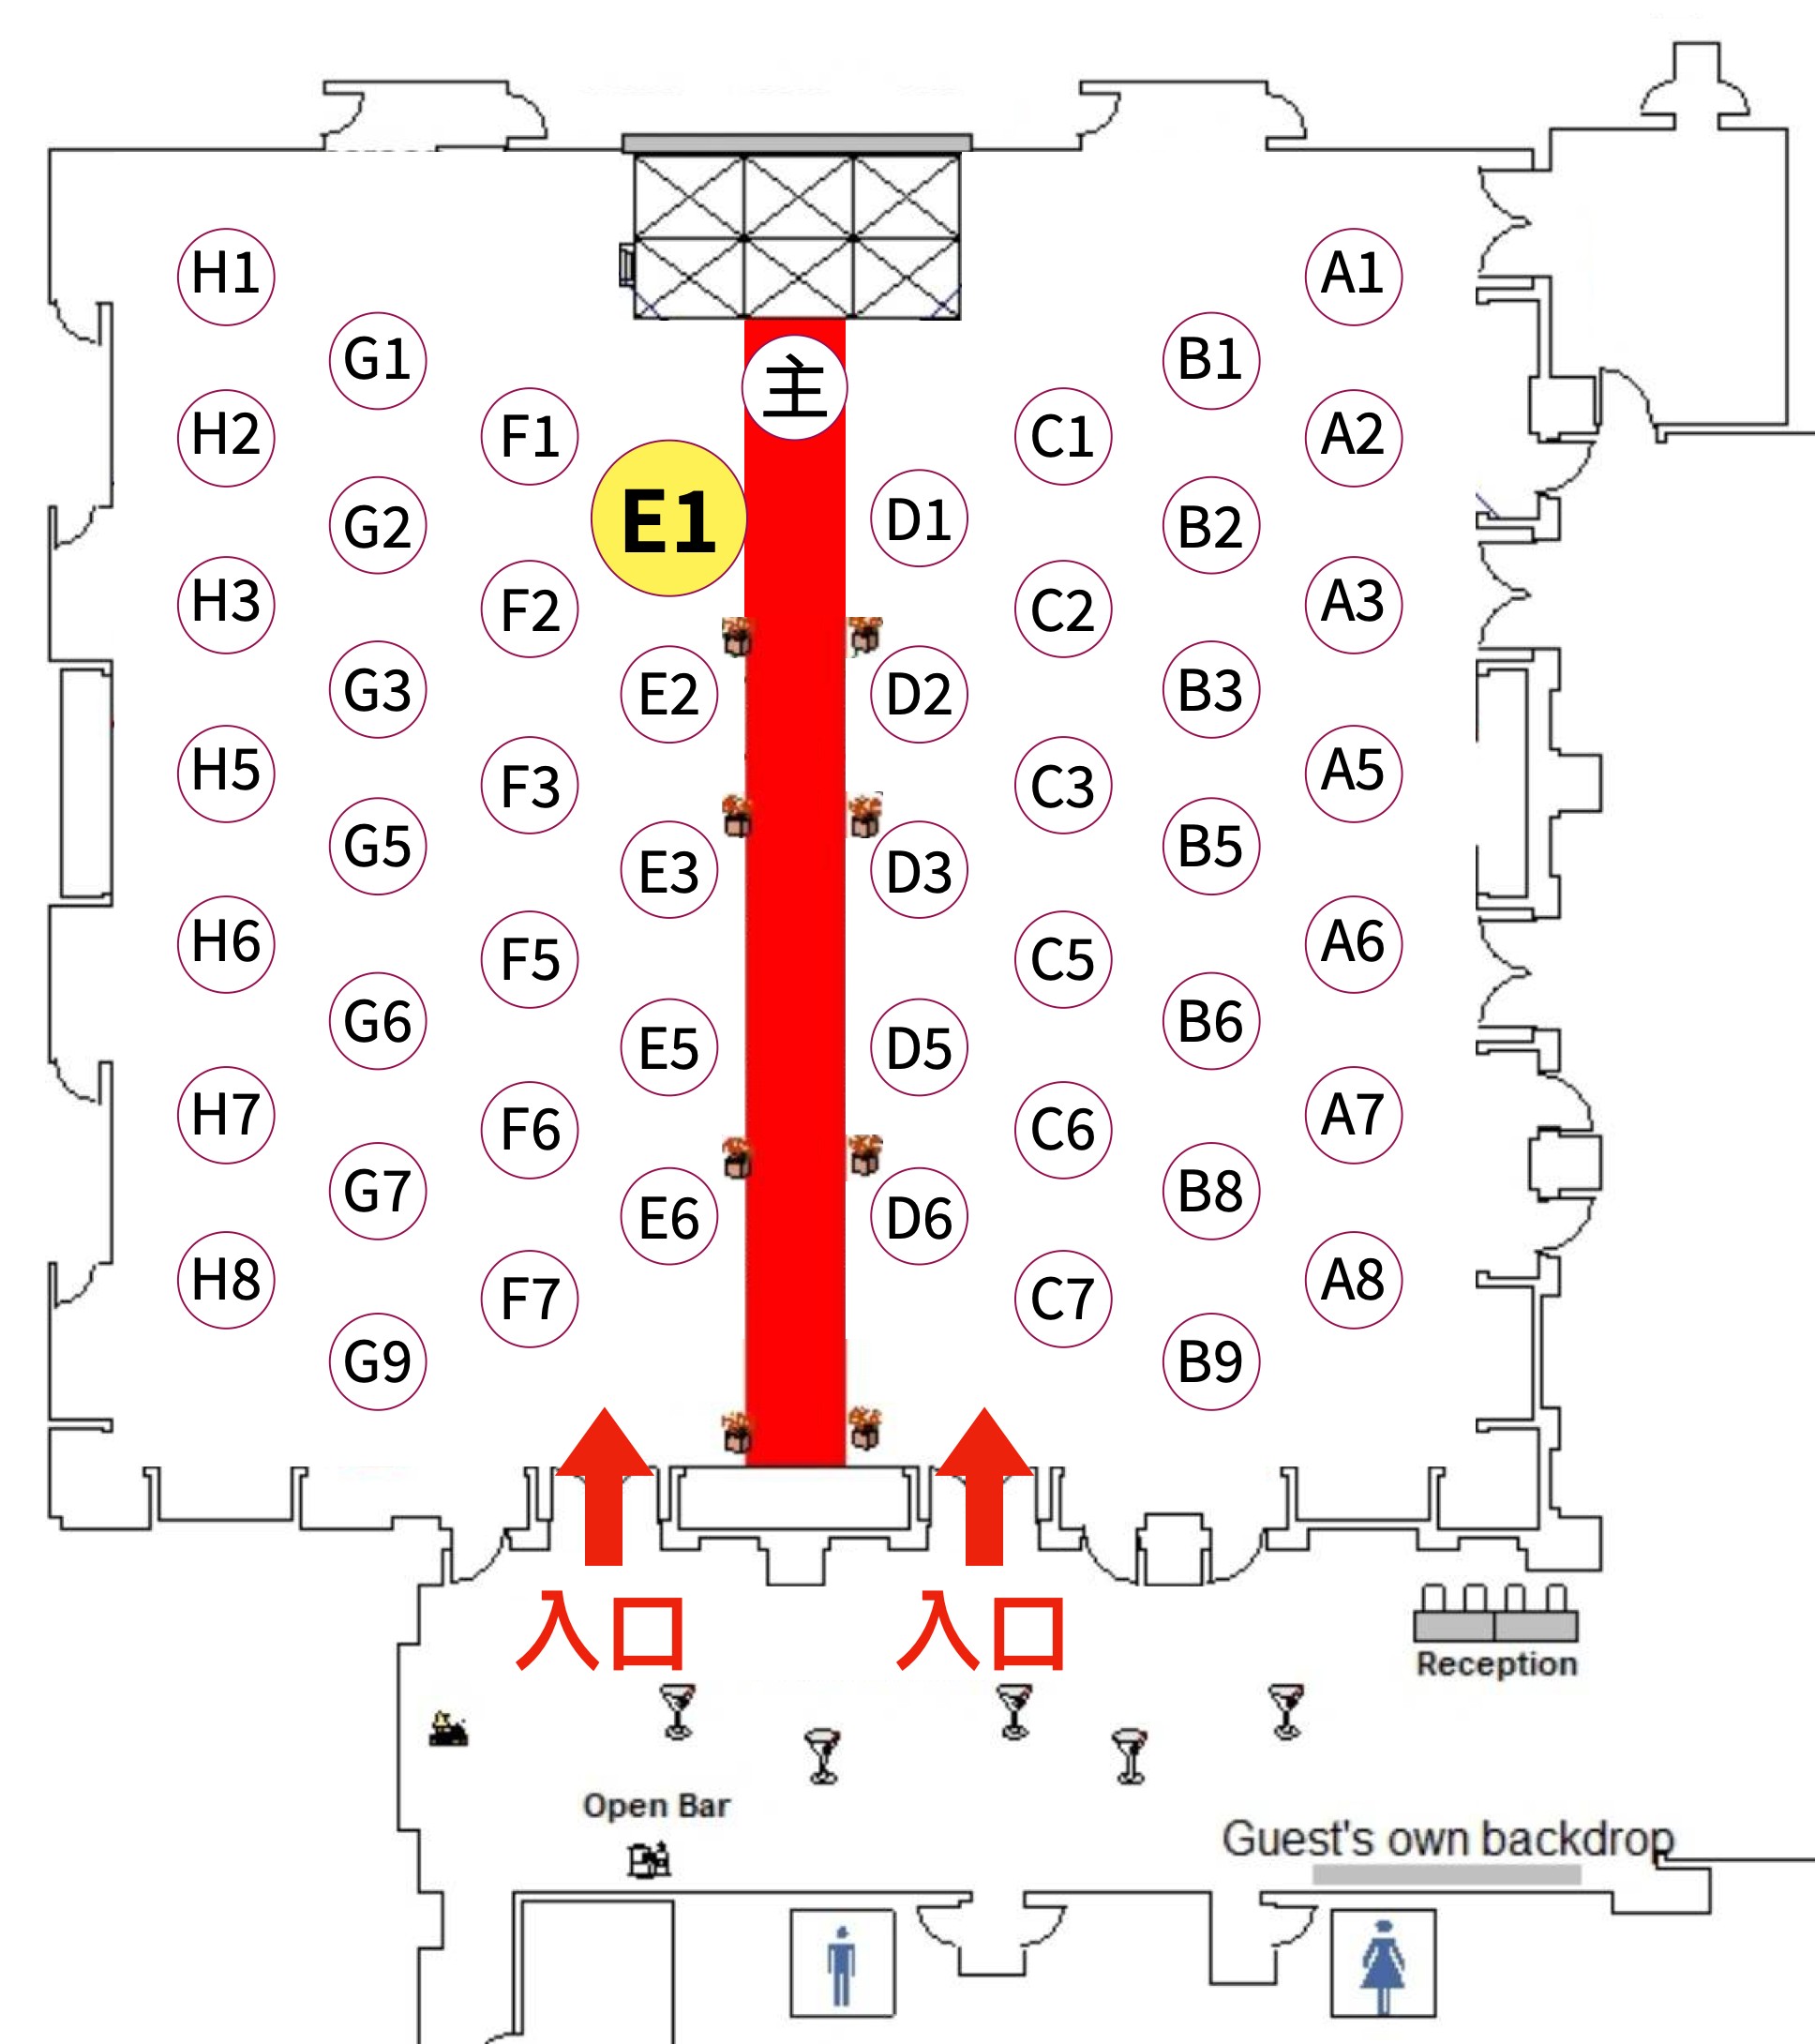 H1
A1
G1
B1
主
H2
F1
C1
A2
E1
D1
G2
B2
H3
F2
C2
A3
G3
E2
D2
B3
H5
F3
C3
A5
G5
E3
D3
B5
H6
F5
C5
A6
G6
E5
D5
B6
H7
F6
C6
A7
G7
E6
D6
B8
H8
F7
C7
A8
G9
B9
入口 入口
Reception
Open Bar
Guest's own backdrop